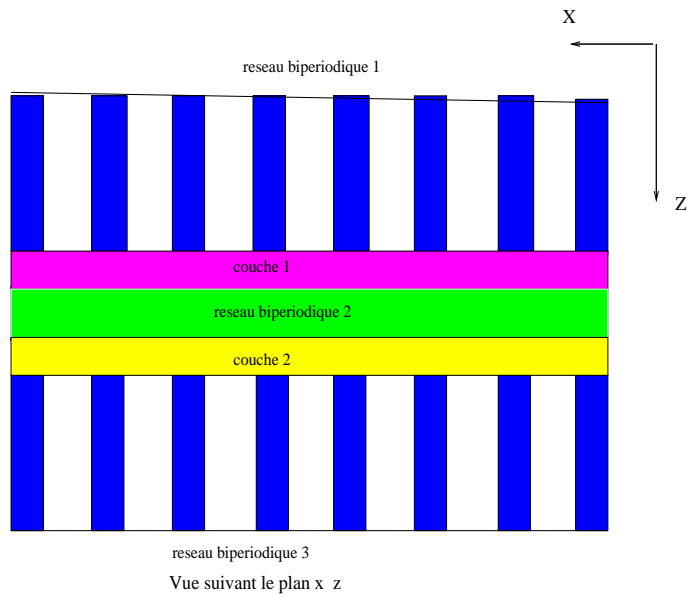 X
reseau biperiodique 1
Z
couche 1
reseau biperiodique 2
couche 2
reseau biperiodique 3
Vue suivant le plan x z